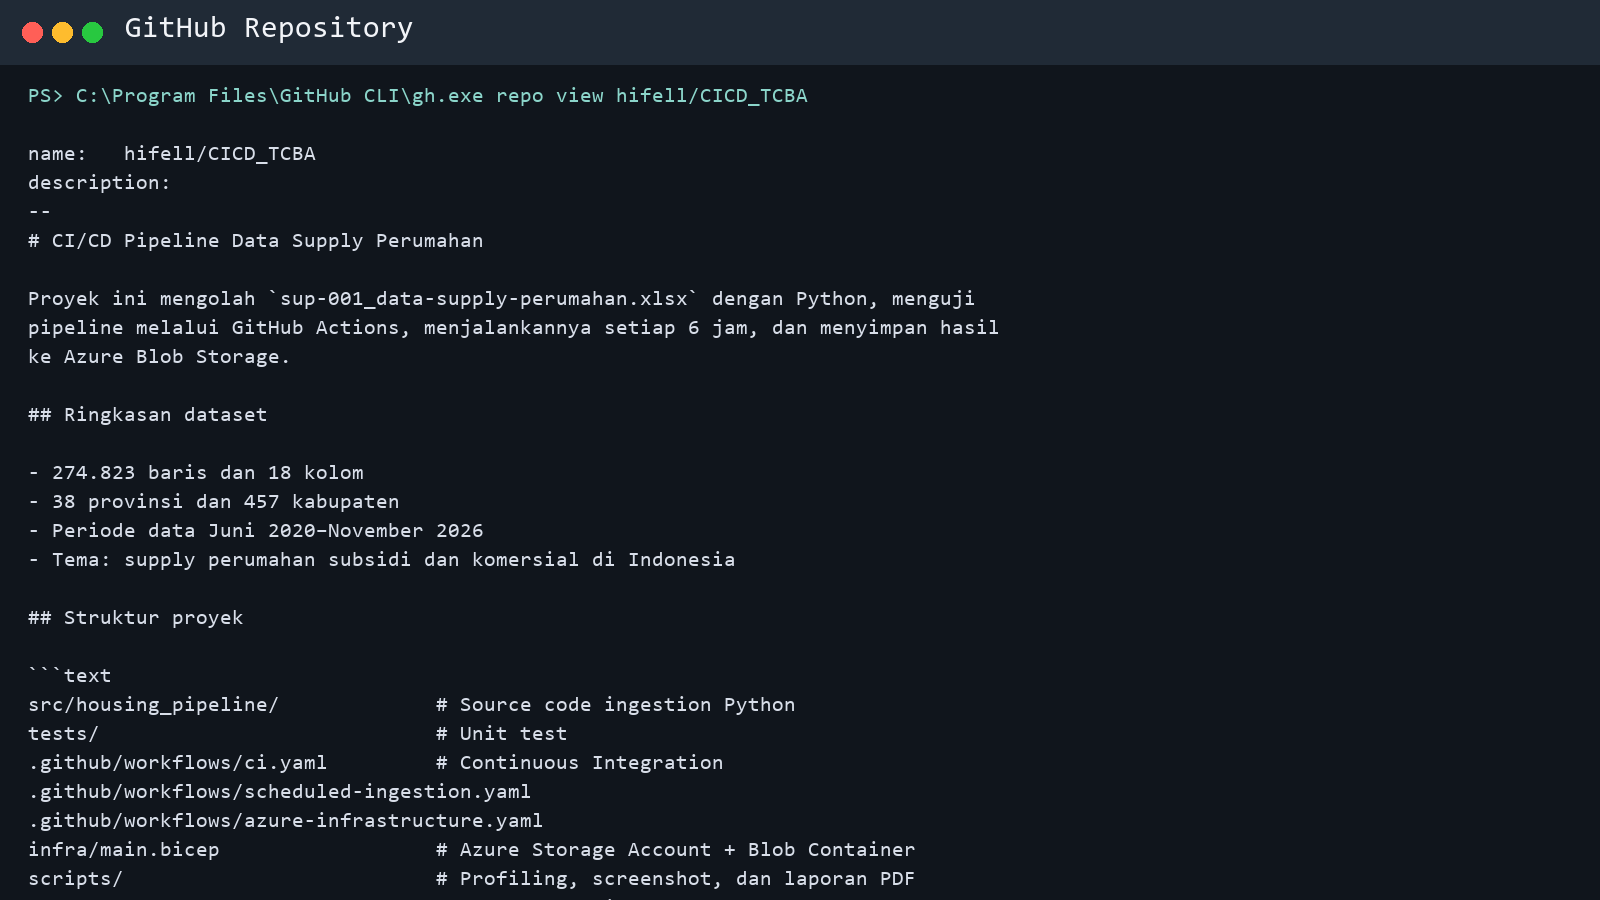 GitHub Repository
PS> C:\Program Files\GitHub CLI\gh.exe repo view hifell/CICD_TCBA
name:   hifell/CICD_TCBA
description:
--
# CI/CD Pipeline Data Supply Perumahan
Proyek ini mengolah `sup-001_data-supply-perumahan.xlsx` dengan Python, menguji
pipeline melalui GitHub Actions, menjalankannya setiap 6 jam, dan menyimpan hasil
ke Azure Blob Storage.
## Ringkasan dataset
- 274.823 baris dan 18 kolom
- 38 provinsi dan 457 kabupaten
- Periode data Juni 2020–November 2026
- Tema: supply perumahan subsidi dan komersial di Indonesia
## Struktur proyek
```text
src/housing_pipeline/             # Source code ingestion Python
tests/                            # Unit test
.github/workflows/ci.yaml         # Continuous Integration
.github/workflows/scheduled-ingestion.yaml
.github/workflows/azure-infrastructure.yaml
infra/main.bicep                  # Azure Storage Account + Blob Container
scripts/                          # Profiling, screenshot, dan laporan PDF